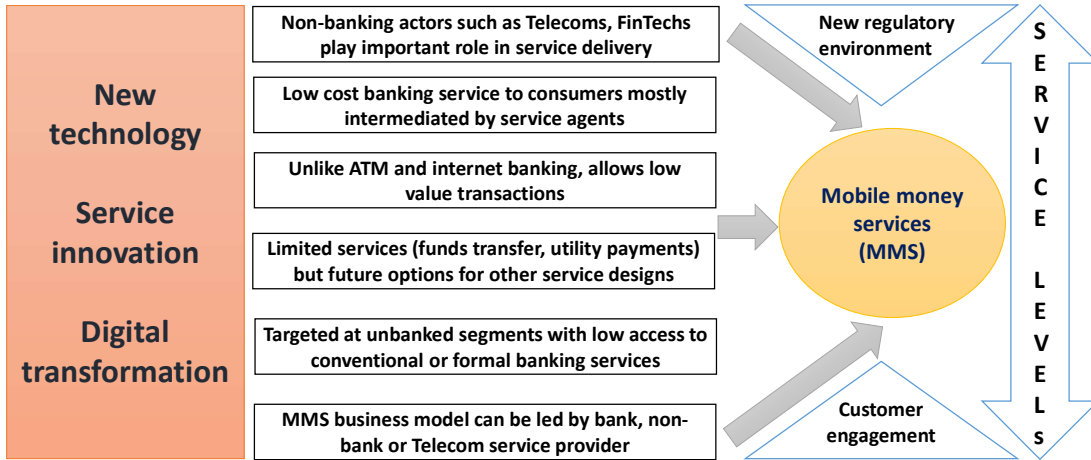 New
technology
Service
innovation
Digital
transformation
Non-banking actors such as Telecoms, FinTechs
play important role in service delivery
Low cost banking service to consumers mostly
intermediated by service agents
Unlike ATM and internet banking, allows low
value transactions
Limited services (funds transfer, utility payments)
but future options for other service designs
Targeted at unbanked segments with low access to
conventional or formal banking services
MMS business model can be led by bank, non-
bank or Telecom service provider
New regulatory
environment
Mobile money
services
(MMS)
Customer
engagement
S
E
R
V
I
C
E
L
E
V
E
L
s